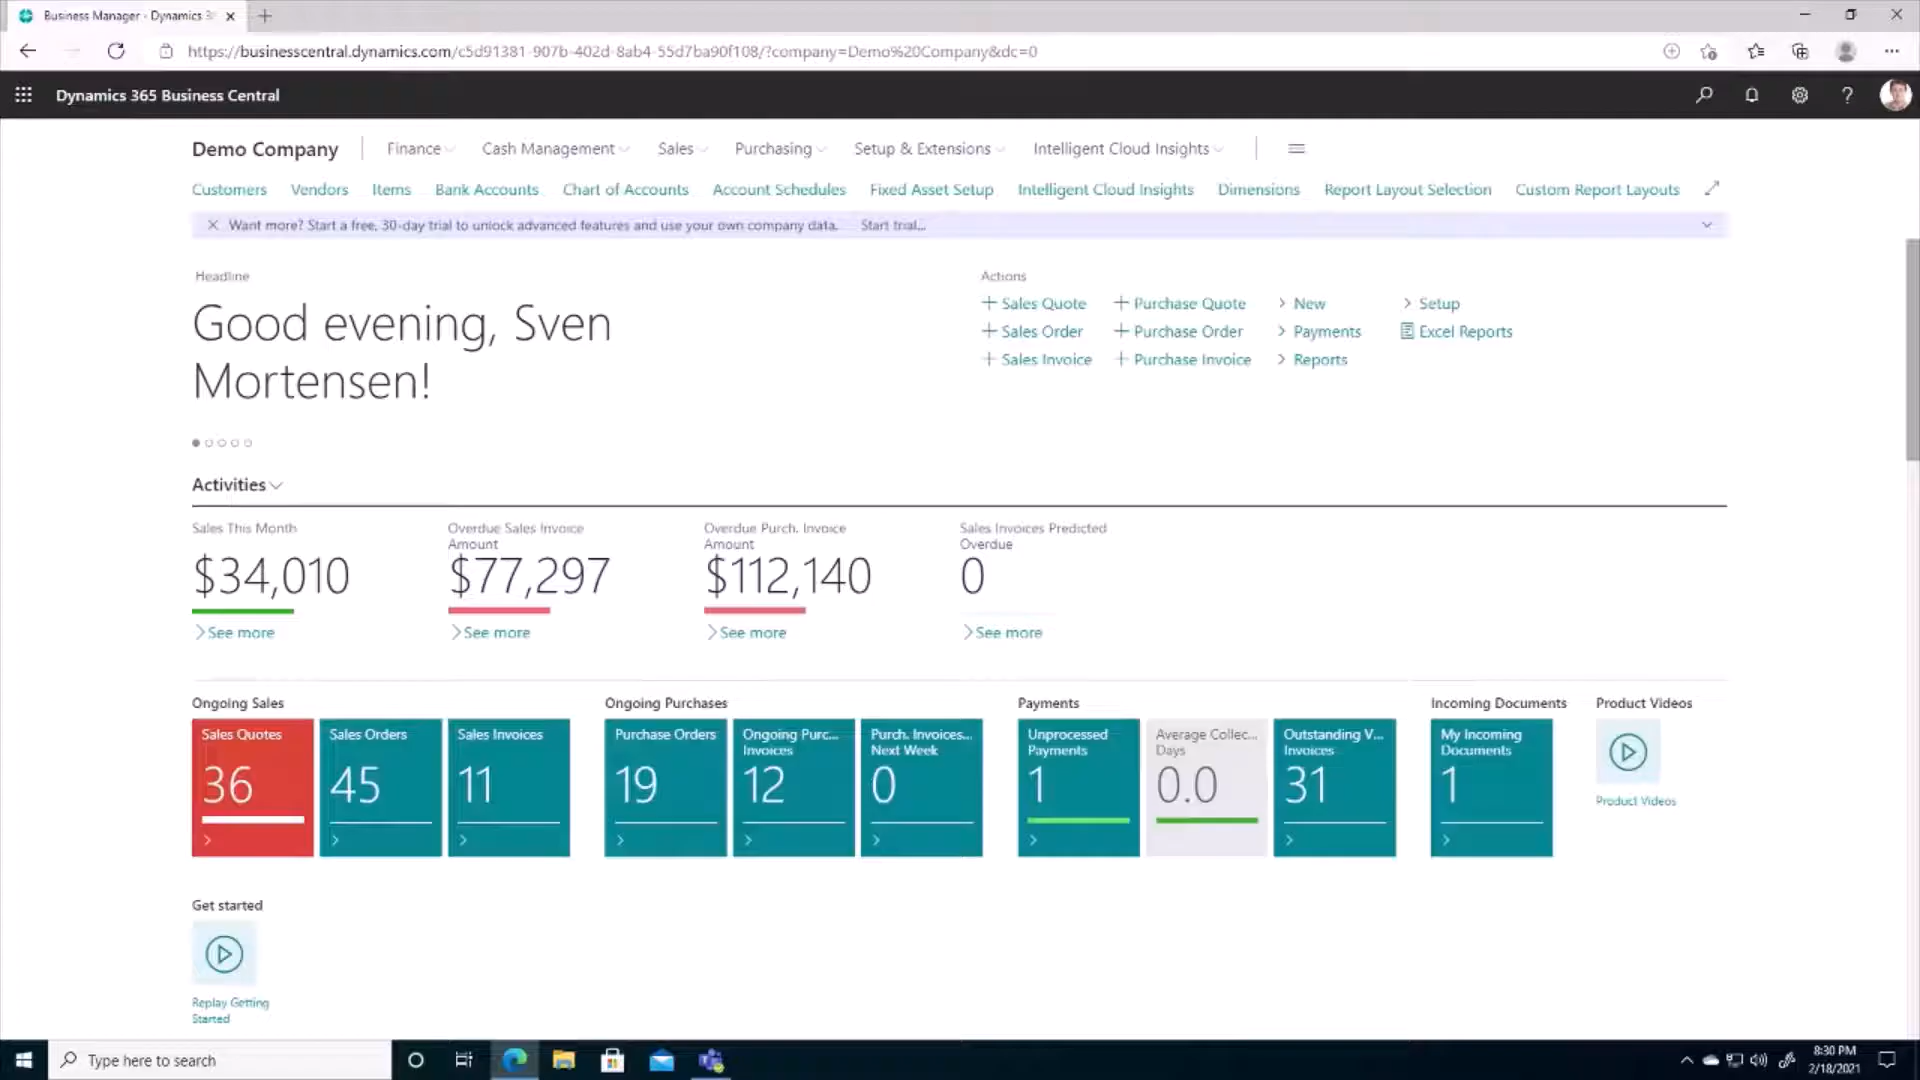 Business Manager - Dynamics 3
https://businesscentral.dynamics.com/c5d91381-907b-402d-8ab4-55d7ba90f108/?company=Demo%20Company&dc=0
Dynamics 365 Business Central
Demo Company Finance Cash Management Sales Purchasing Setup & Extensions Intelligent Cloud Insights
Customers Vendors Items Bank Accounts Chart of Accounts Account Schedules Fixed Asset Setup Intelligent Cloud Insights Dimensions Report Layout Selection Custom Report Layouts
Want more? Start a free, 30-day trial to unlock advanced features and use your own company data. Start trial...
Headline
Good evening, Sven
Mortensen!
Actions
+ Sales Quote + Purchase Quote > New > Setup
+ Sales Order + Purchase Order > Payments Excel Reports
+ Sales Invoice + Purchase Invoice > Reports
Activities
Sales This Month
$34,010
>See more
Overdue Sales Invoice
Amount
$77,297
>See more
Overdue Purch. Invoice
Amount
$112,140
>See more
Sales Invoices Predicted
Overdue
0
>See more
Ongoing Sales
Sales Quotes
36
Sales Orders
45
Sales Invoices
11
Ongoing Purchases
Purchase Orders
19
Ongoing Purc...
Invoices
12
Purch. Invoices...
Next Week
0
Payments
Unprocessed
Payments
1
Average Collec...
Days
0.0
Outstanding V...
Invoices
31
Incoming Documents
My Incoming
Documents
1
Product Videos
Product Videos
Get started
Replay Getting
Started
Type here to search
8:30 PM
2/18/2021